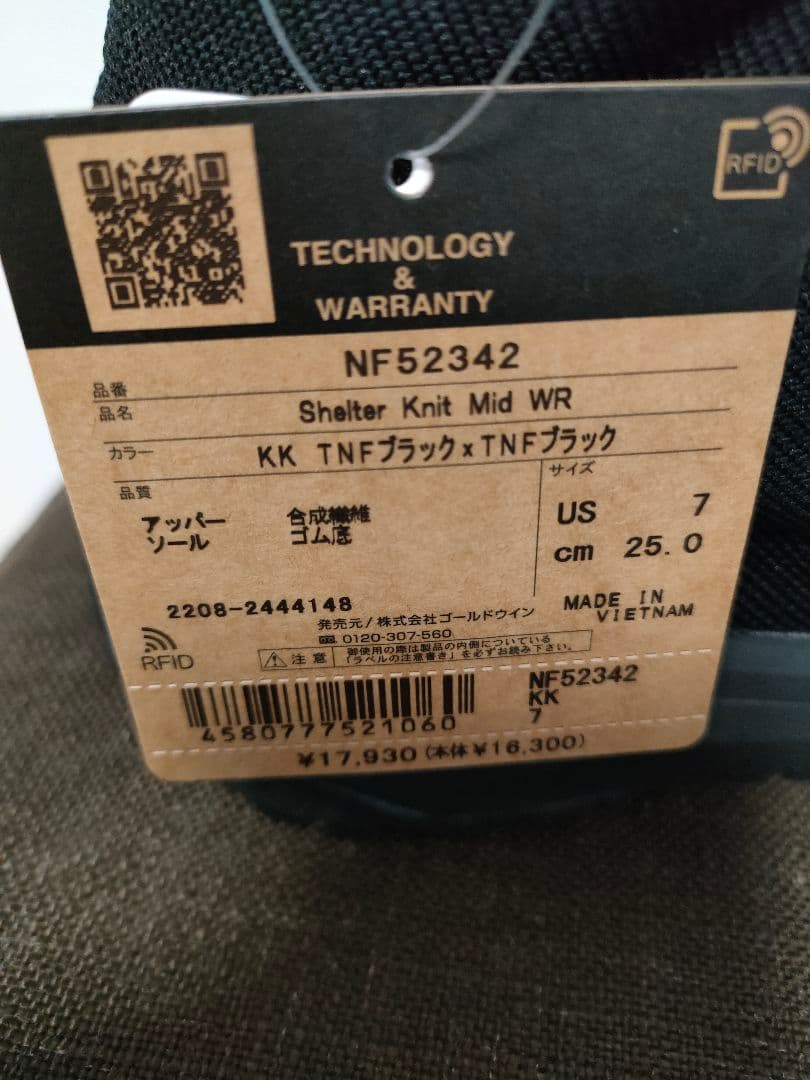 RFID
TECHNOLOGY
&
WARRANTY
品番 NF52342
品名 Shelter Knit Mid WR
カラー KK TNFブラックxTNFブラック
品質
アッパー 合成繊維
ソール ゴム底
サイズ
US 7
cm 25.0
2208-2444148
MADE IN
VIETNAM
発売元/株式会社ゴールドウイン
0120-307-560
RFID
注意 御使用の際は製品の内側についている
「ラベルの注意書き」を必ずお読み下さい。
4580777521060
NF52342
KK
7
¥17,930(本体¥16,300)